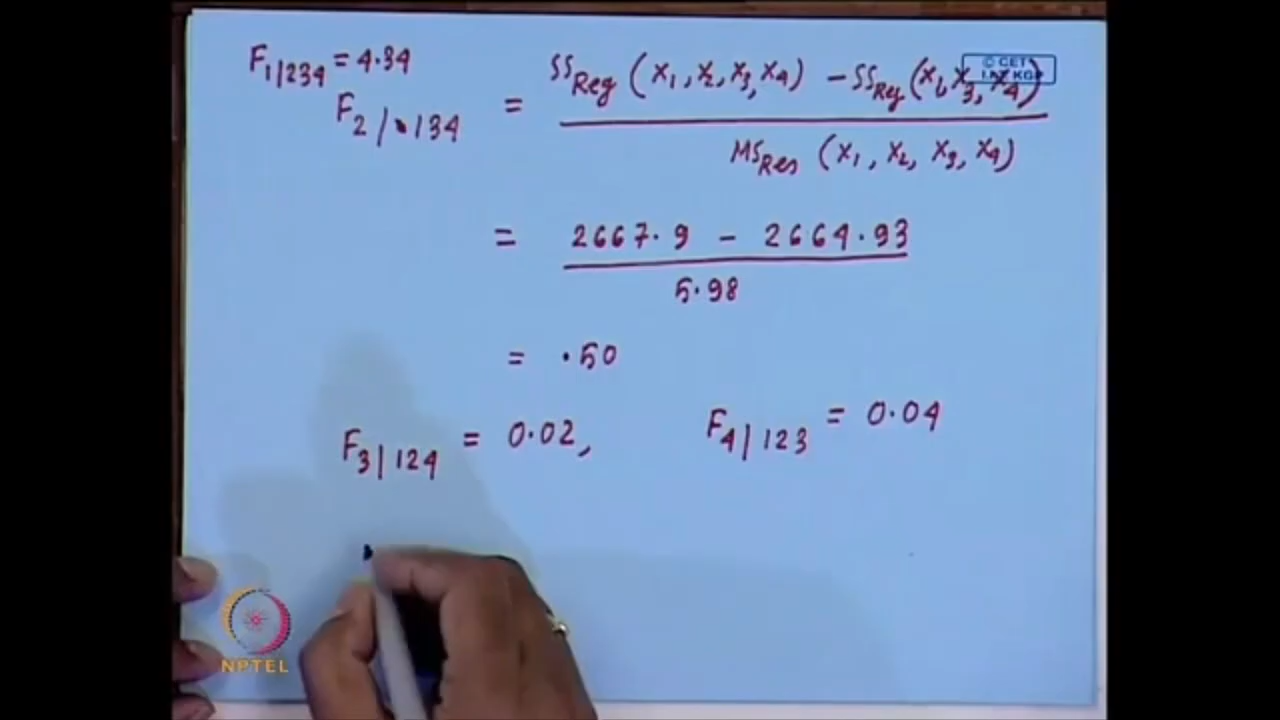 F1|234 = 4.34
F2|134 = SSReg (x1, x2, x3, x4) - SSReg (x1, x3, x4)
MSRes (x1, x2, x3, x4)
= 2667.9 - 2664.93
5.98
= .50
F3|124 = 0.02, F4|123 = 0.04
© CET
I.I.T. KGP
NPTEL